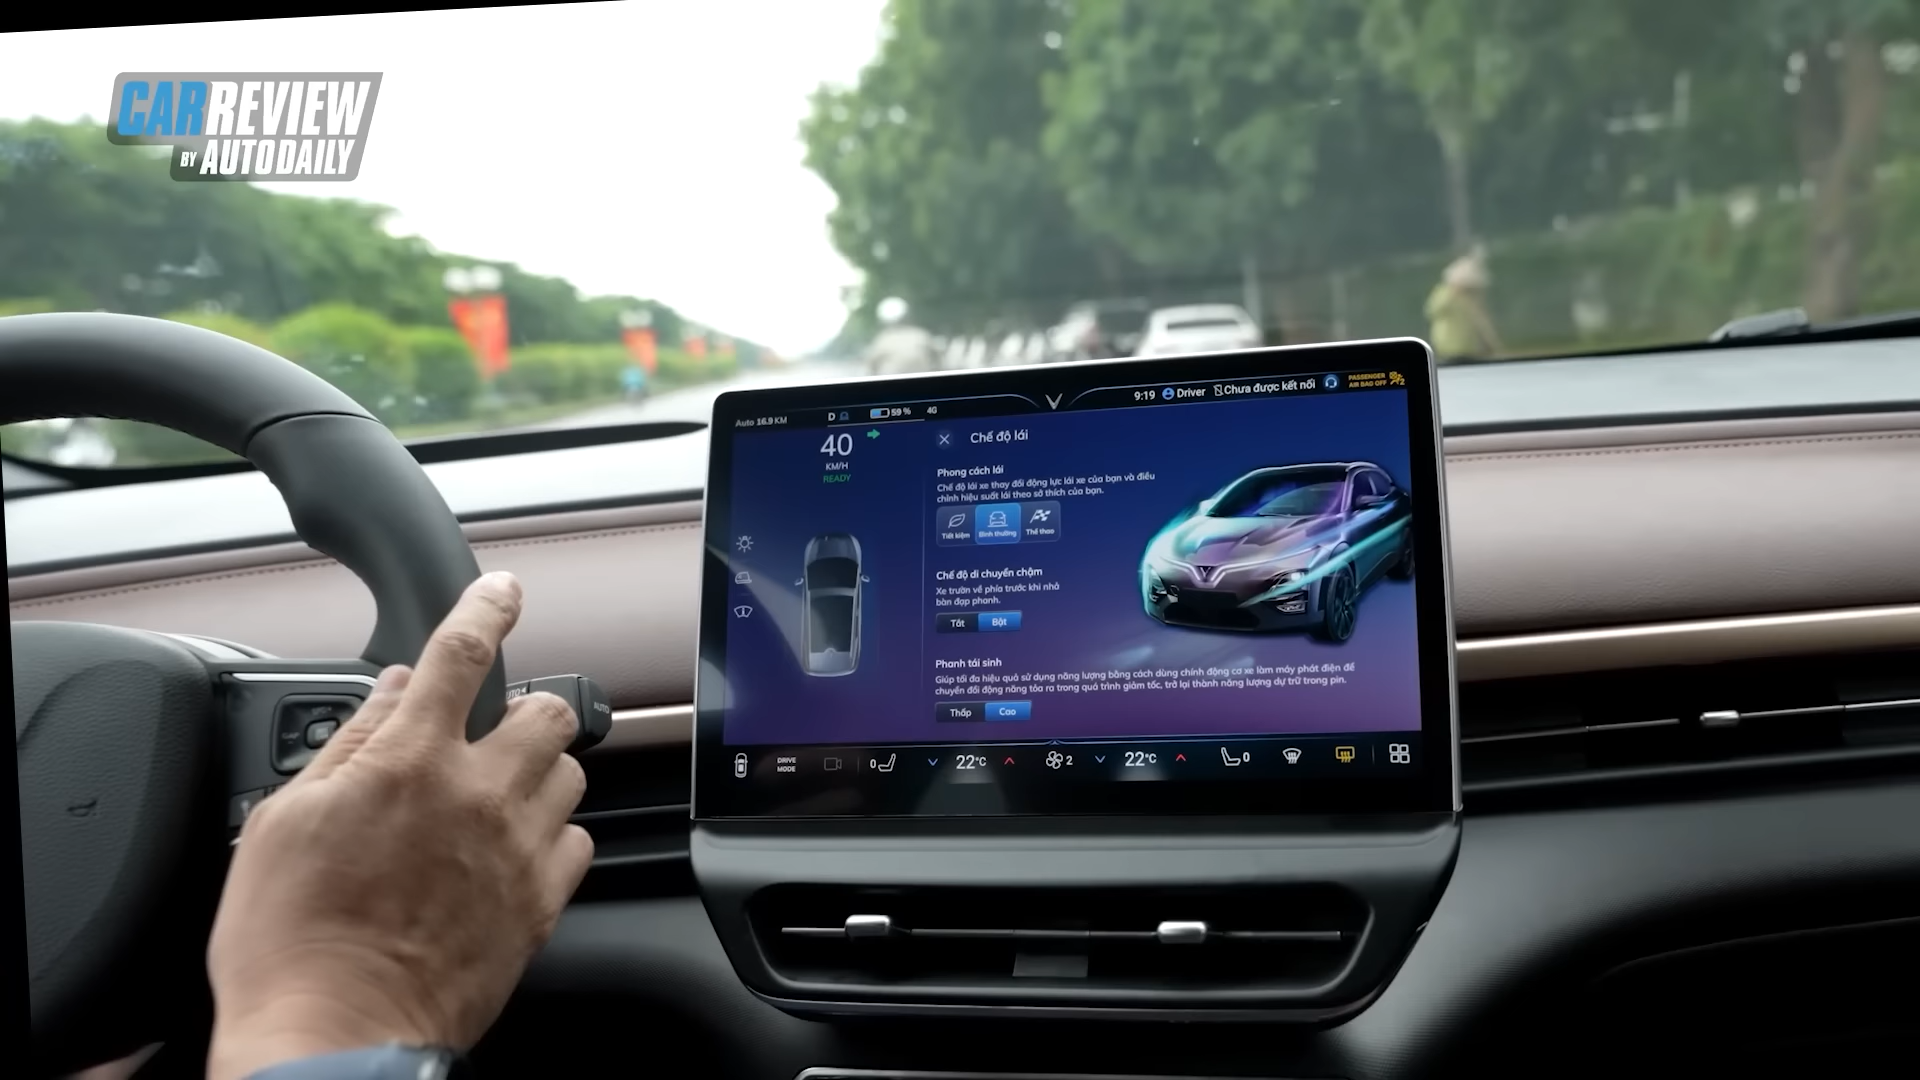 CARREVIEW
BY AUTODAILY
Auto 16.9 KM
D
59 %
4G
9:19
Driver
Chưa được kết nối
PASSENGER
AIR BAG OFF
2
40
KM/H
READY
Chế độ lái
Phong cách lái
Chế độ lái xe thay đổi động lực lái xe của bạn và điều
chỉnh hiệu suất lái theo sở thích của bạn.
Tiết kiệm
Bình thường
Thể thao
Chế độ di chuyển chậm
Xe trườn về phía trước khi nhả
bàn đạp phanh.
Tắt
Bật
Phanh tái sinh
Giúp tối đa hiệu quả sử dụng năng lượng bằng cách dùng chính động cơ xe làm máy phát điện để
chuyển đổi động năng tỏa ra trong quá trình giảm tốc, trở lại thành năng lượng dự trữ trong pin.
Thấp
Cao
DRIVE
MODE
0
22°C
2
22°C
0
AUTO